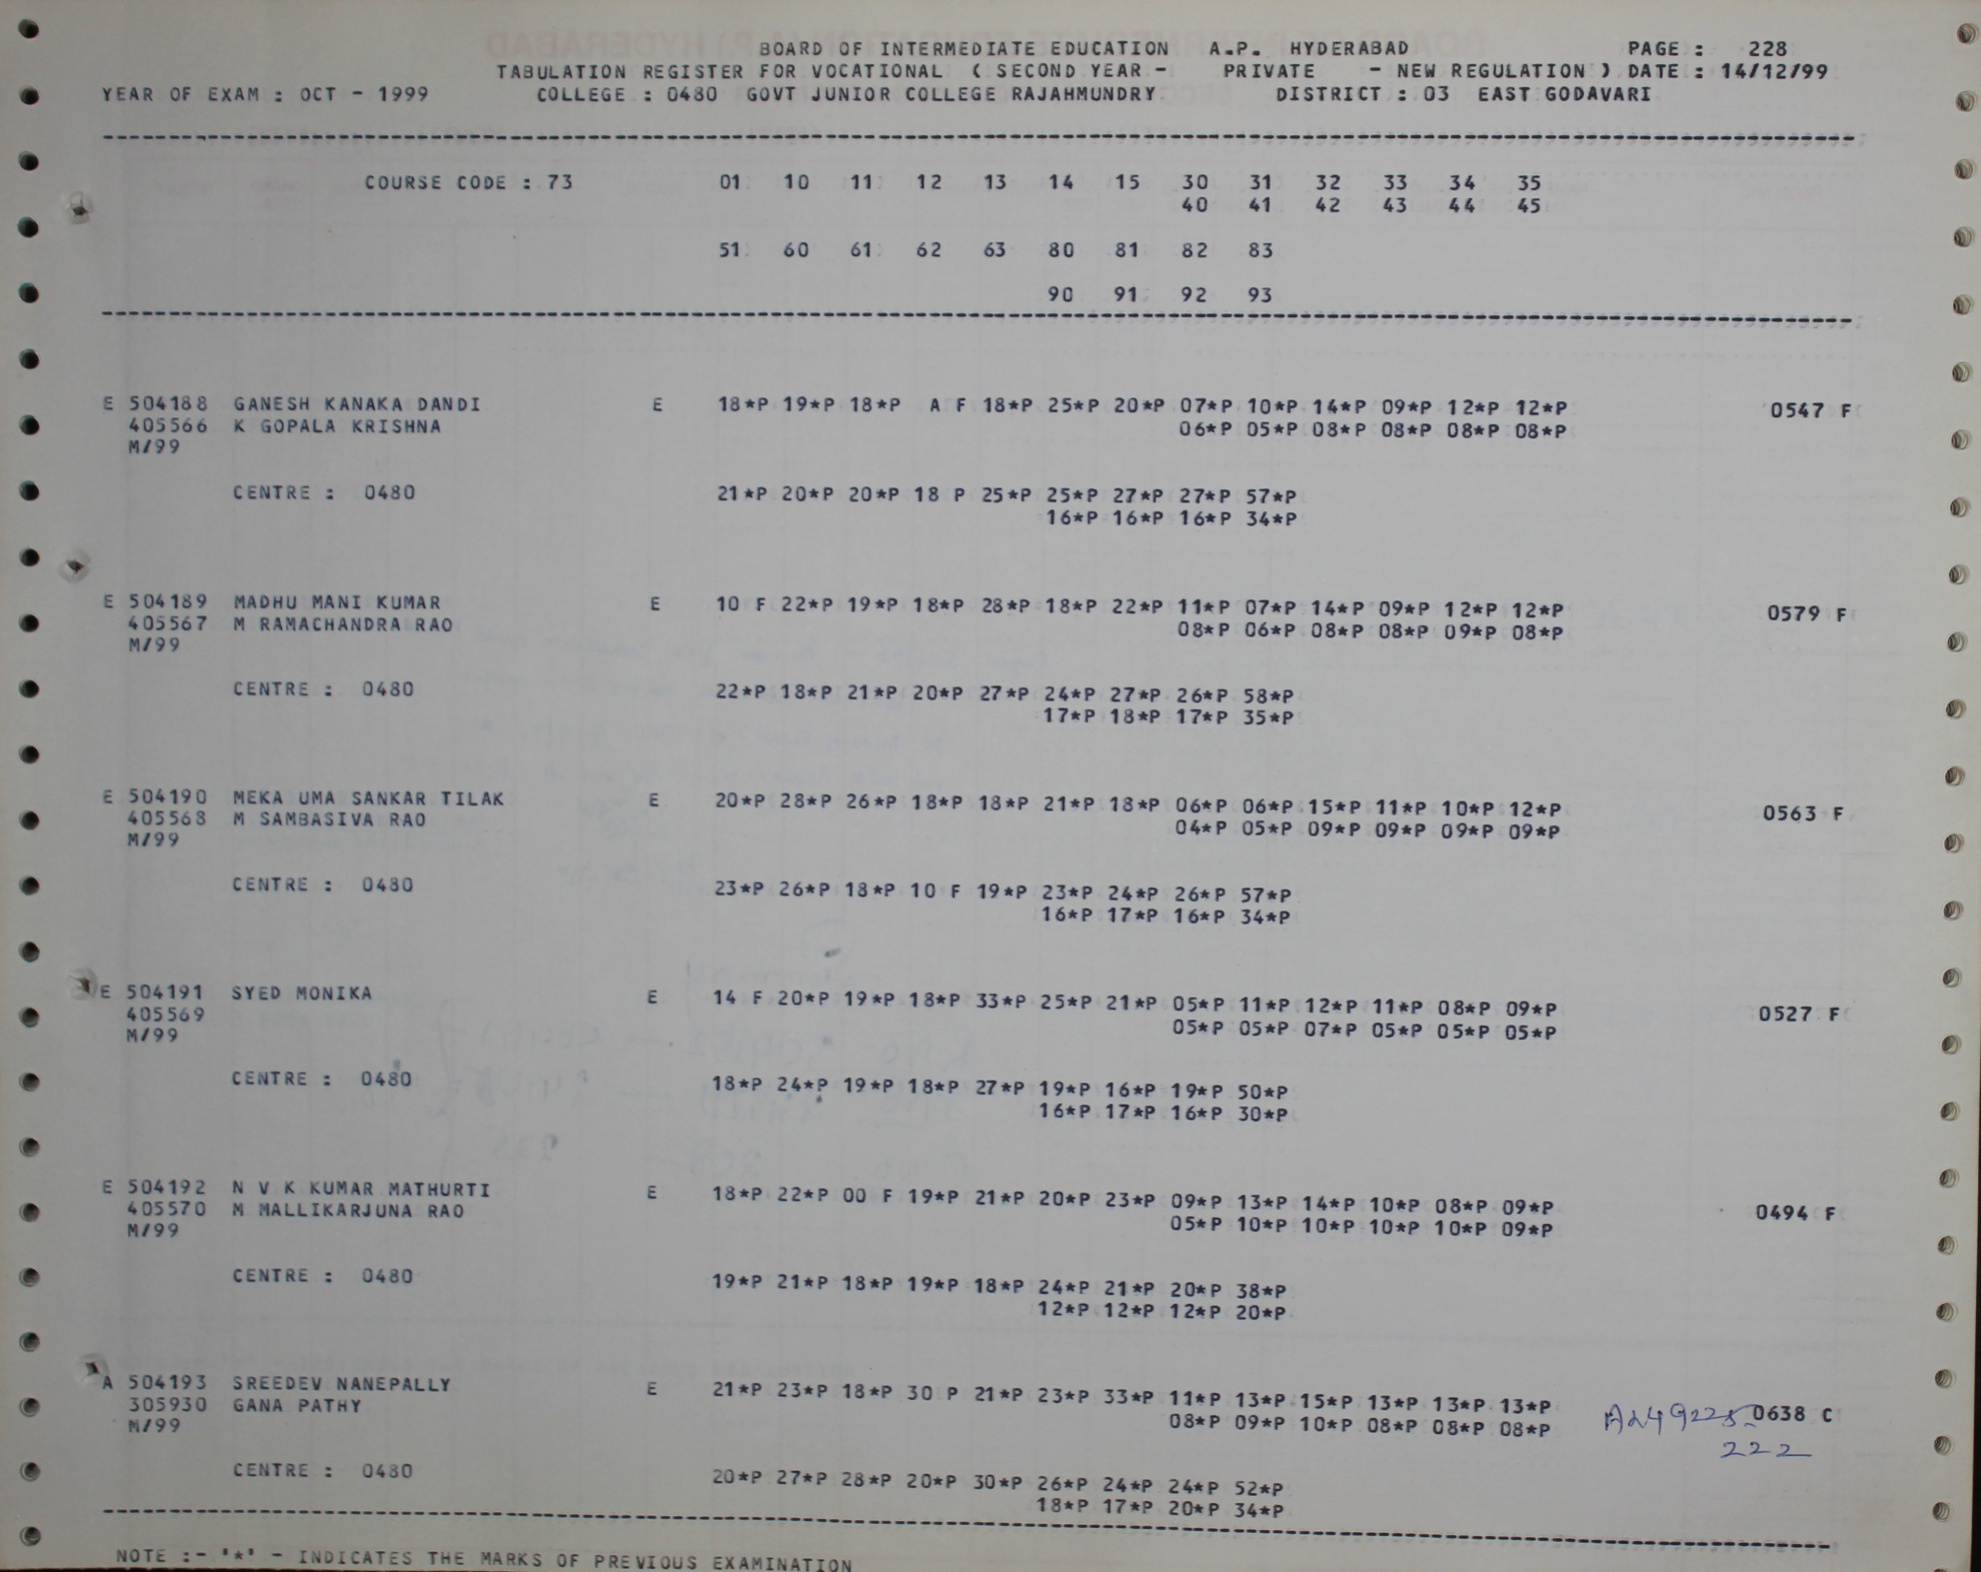 BOARD OF INTERMEDIATE EDUCATION A.P. HYDERABAD PAGE : 228
TABULATION REGISTER FOR VOCATIONAL ( SECOND YEAR - PRIVATE - NEW REGULATION ) DATE : 14/12/99
YEAR OF EXAM : OCT - 1999 COLLEGE : 0480 GOVT JUNIOR COLLEGE RAJAHMUNDRY DISTRICT : 03 EAST GODAVARI
COURSE CODE : 73 01 10 11 12 13 14 15 30 31 32 33 34 35
40 41 42 43 44 45
51 60 61 62 63 80 81 82 83
90 91 92 93
E 504188 GANESH KANAKA DANDI E 18*P 19*P 18*P A F 18*P 25*P 20*P 07*P 10*P 14*P 09*P 12*P 12*P 0547 F
405566 K GOPALA KRISHNA 06*P 05*P 08*P 08*P 08*P 08*P
M/99
CENTRE : 0480 21*P 20*P 20*P 18 P 25*P 25*P 27*P 27*P 57*P
16*P 16*P 16*P 34*P
E 504189 MADHU MANI KUMAR E 10 F 22*P 19*P 18*P 28*P 18*P 22*P 11*P 07*P 14*P 09*P 12*P 12*P 0579 F
405567 M RAMACHANDRA RAO 08*P 06*P 08*P 08*P 09*P 08*P
M/99
CENTRE : 0480 22*P 18*P 21*P 20*P 27*P 24*P 27*P 26*P 58*P
17*P 18*P 17*P 35*P
E 504190 MEKA UMA SANKAR TILAK E 20*P 28*P 26*P 18*P 18*P 21*P 18*P 06*P 06*P 15*P 11*P 10*P 12*P 0563 F
405568 M SAMBASIVA RAO 04*P 05*P 09*P 09*P 09*P 09*P
M/99
CENTRE : 0480 23*P 26*P 18*P 10 F 19*P 23*P 24*P 26*P 57*P
16*P 17*P 16*P 34*P
E 504191 SYED MONIKA E 14 F 20*P 19*P 18*P 33*P 25*P 21*P 05*P 11*P 12*P 11*P 08*P 09*P 0527 F
405569 05*P 05*P 07*P 05*P 05*P 05*P
M/99
CENTRE : 0480 18*P 24*P 19*P 18*P 27*P 19*P 16*P 19*P 50*P
16*P 17*P 16*P 30*P
E 504192 N V K KUMAR MATHURTI E 18*P 22*P 00 F 19*P 21*P 20*P 23*P 09*P 13*P 14*P 10*P 08*P 09*P 0494 F
405570 M MALLIKARJUNA RAO 05*P 10*P 10*P 10*P 10*P 09*P
M/99
CENTRE : 0480 19*P 21*P 18*P 19*P 18*P 24*P 21*P 20*P 38*P
12*P 12*P 12*P 20*P
A 504193 SREEDEV NANEPALLY E 21*P 23*P 18*P 30 P 21*P 23*P 33*P 11*P 13*P 15*P 13*P 13*P 13*P 0638 C
305930 GANA PATHY 08*P 09*P 10*P 08*P 08*P 08*P
M/99 222
CENTRE : 0480 20*P 27*P 28*P 20*P 30*P 26*P 24*P 24*P 52*P
18*P 17*P 20*P 34*P
NOTE :- '*' - INDICATES THE MARKS OF PREVIOUS EXAMINATION